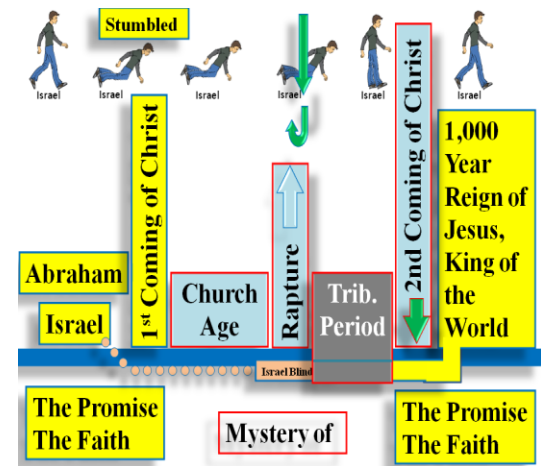 Stumbled
Israel
Israel
Israel
Israel
Israel
Israel
Abraham
Israel
1st Coming of Christ
Church
Age
Rapture
Trib.
Period
2nd Coming of Christ
1,000
Year
Reign of
Jesus,
King of
the
World
Israel Blind
The Promise
The Faith
Mystery of
The Promise
The Faith